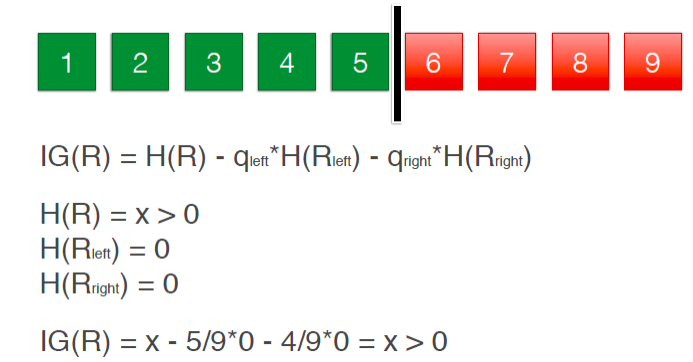 1 2 3 4 5 6 7 8 9
IG(R) = H(R) - qleft*H(Rleft) - qright*H(Rright)
H(R) = x > 0
H(Rleft) = 0
H(Rright) = 0
IG(R) = x - 5/9*0 - 4/9*0 = x > 0